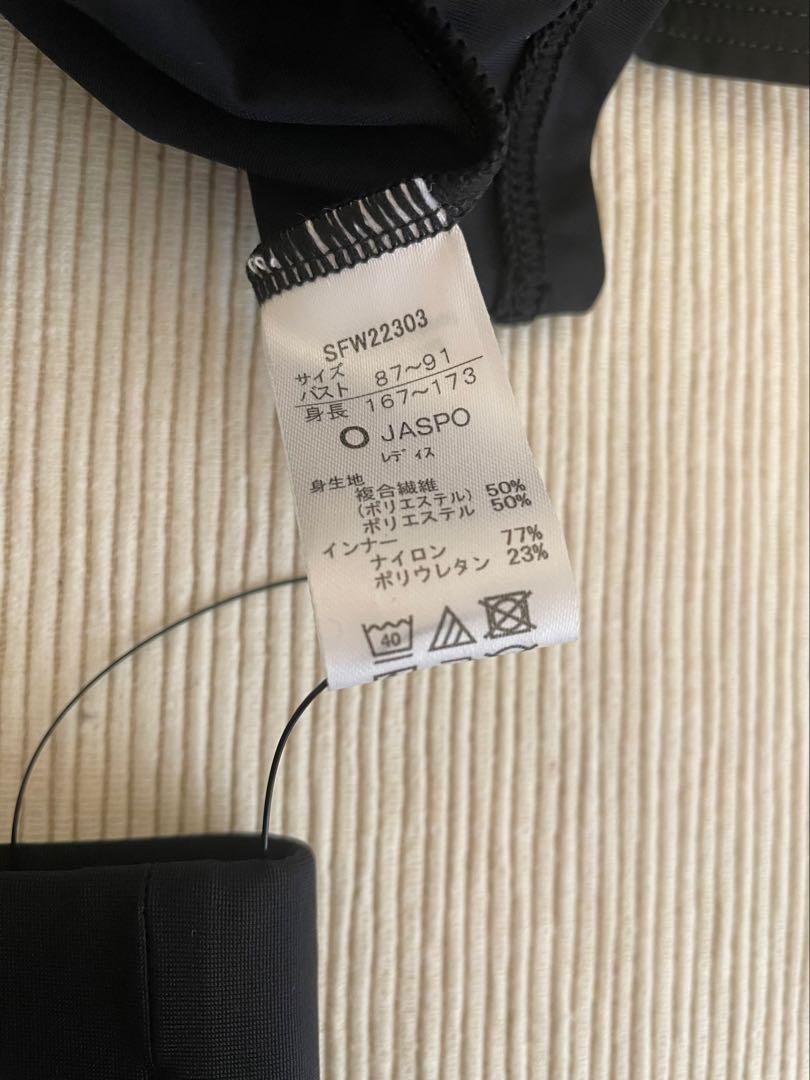 SFW22303
サイズ
バスト 87~91
身長 167~173
O JASPO
レディス
身生地
複合繊維
(ポリエステル) 50%
ポリエステル 50%
インナー
ナイロン 77%
ポリウレタン 23%
40